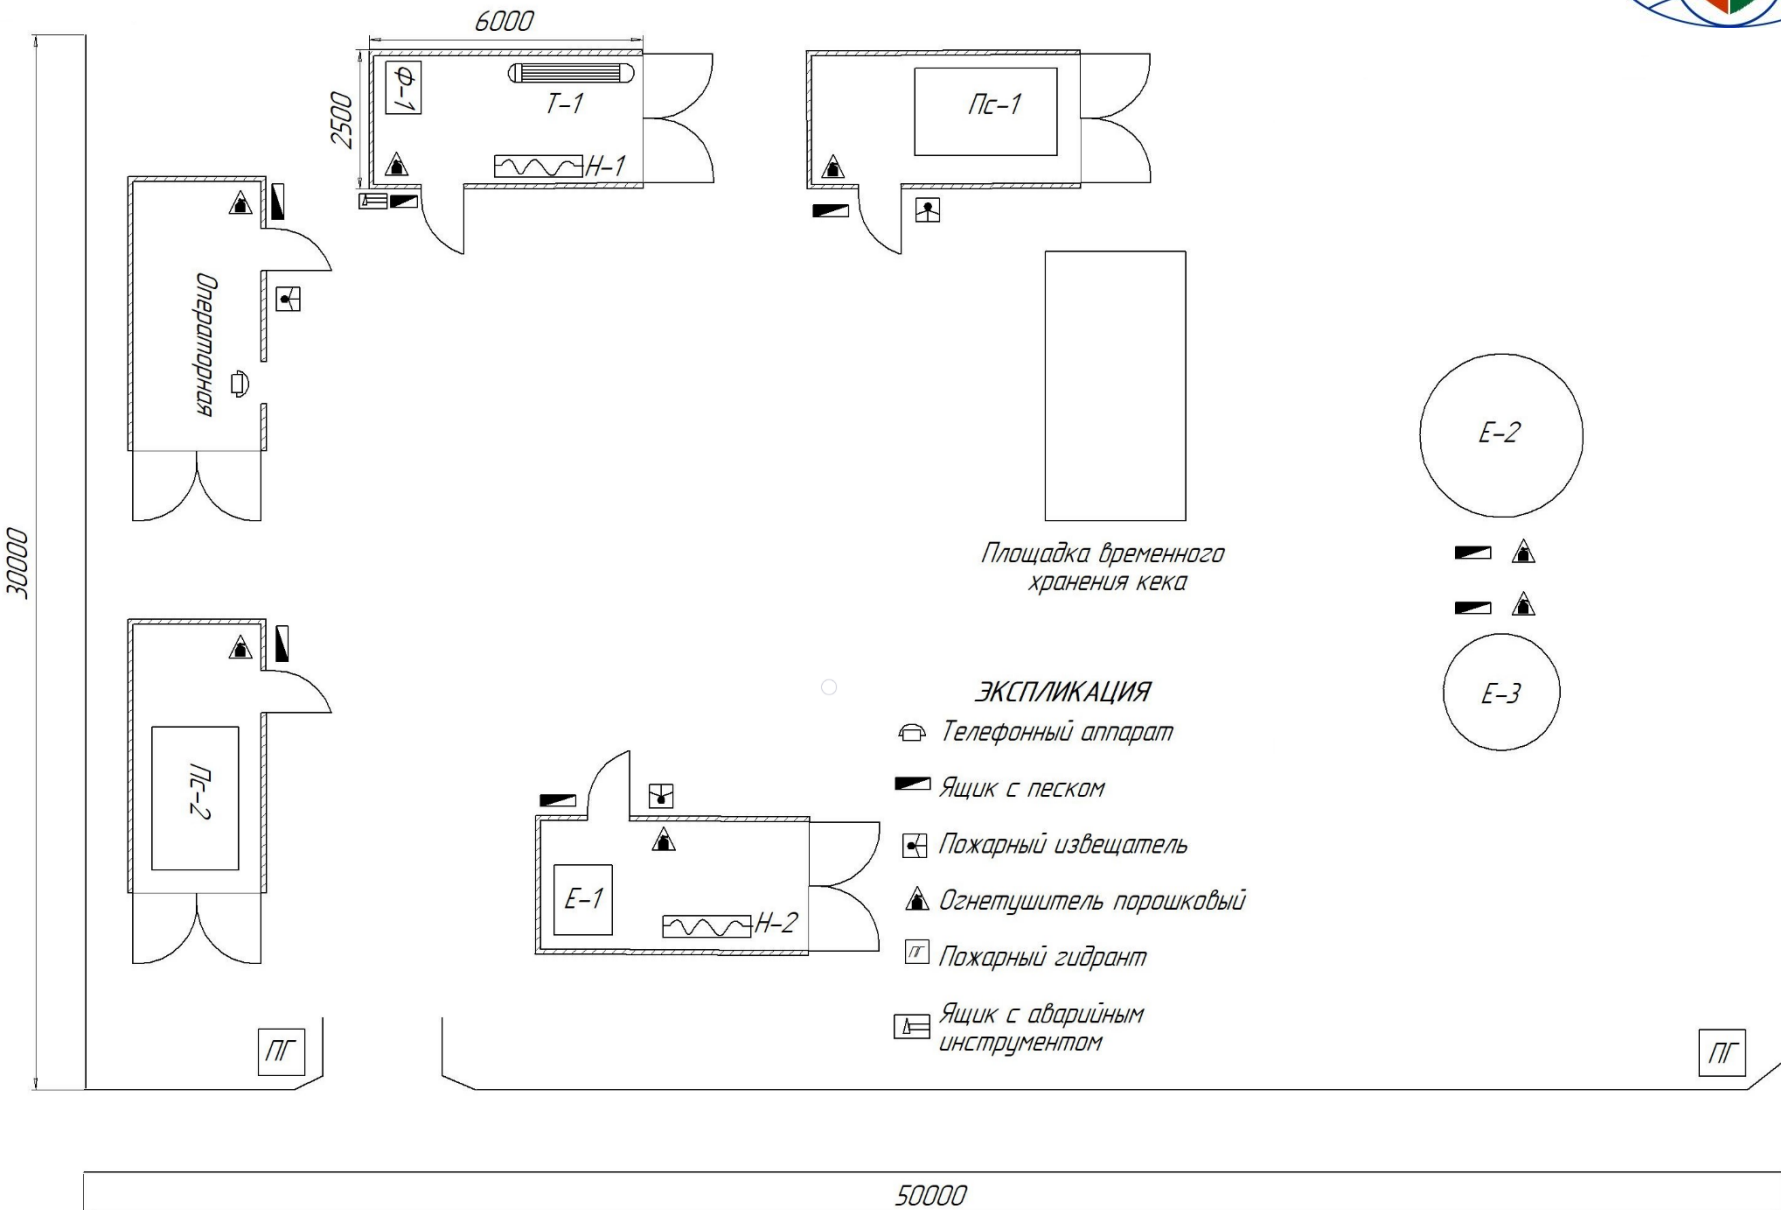 6000
Ф-1
Т-1
Н-1
2500
Пс-1
Операторная
Е-2
30000
Площадка временного
хранения кека
Е-3
Пс-2
Е-1
Н-2
ЭКСПЛИКАЦИЯ
Телефонный аппарат
Ящик с песком
Пожарный извещатель
Огнетушитель порошковый
ПГ
Пожарный гидрант
Ящик с аварийным
инструментом
ПГ
ПГ
50000